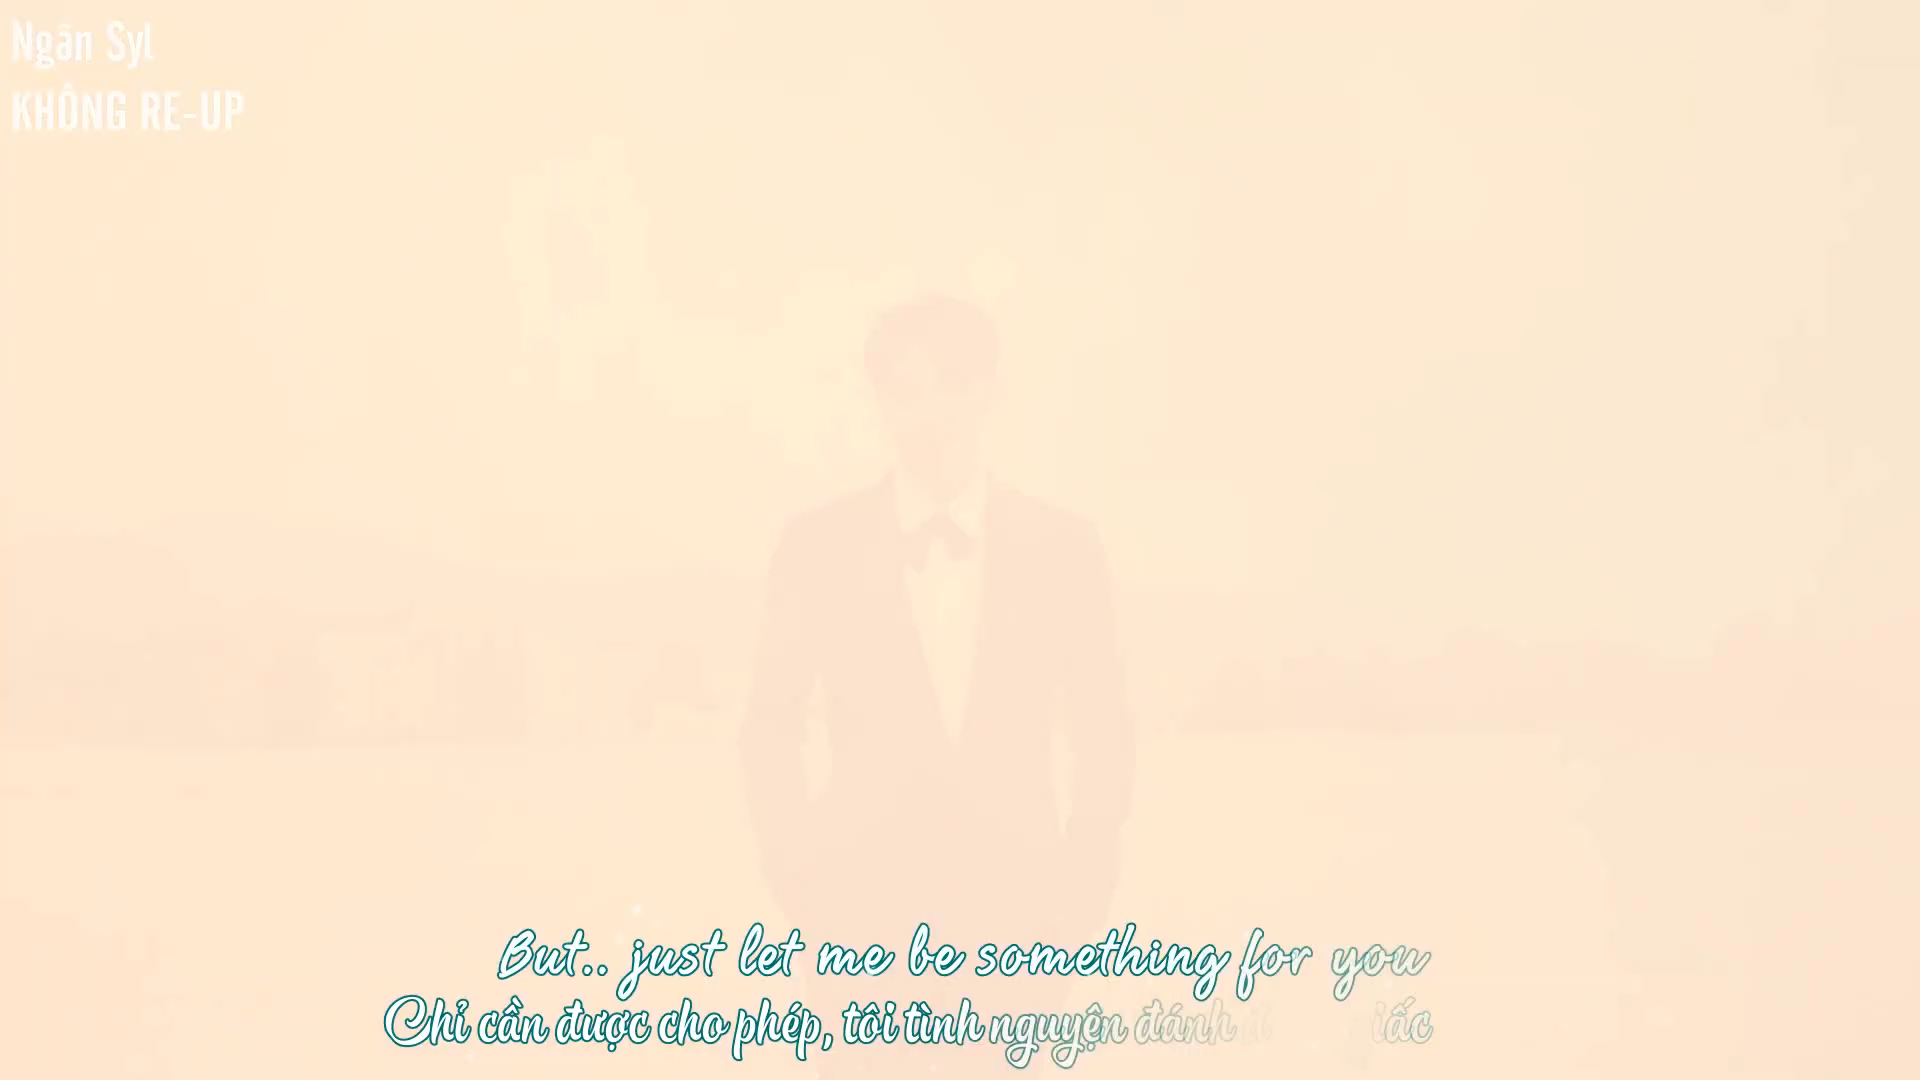 Ngân Syl
KHÔNG RE-UP
But.. just let me be something for you
Chỉ cần được cho phép, tôi tình nguyện đánh